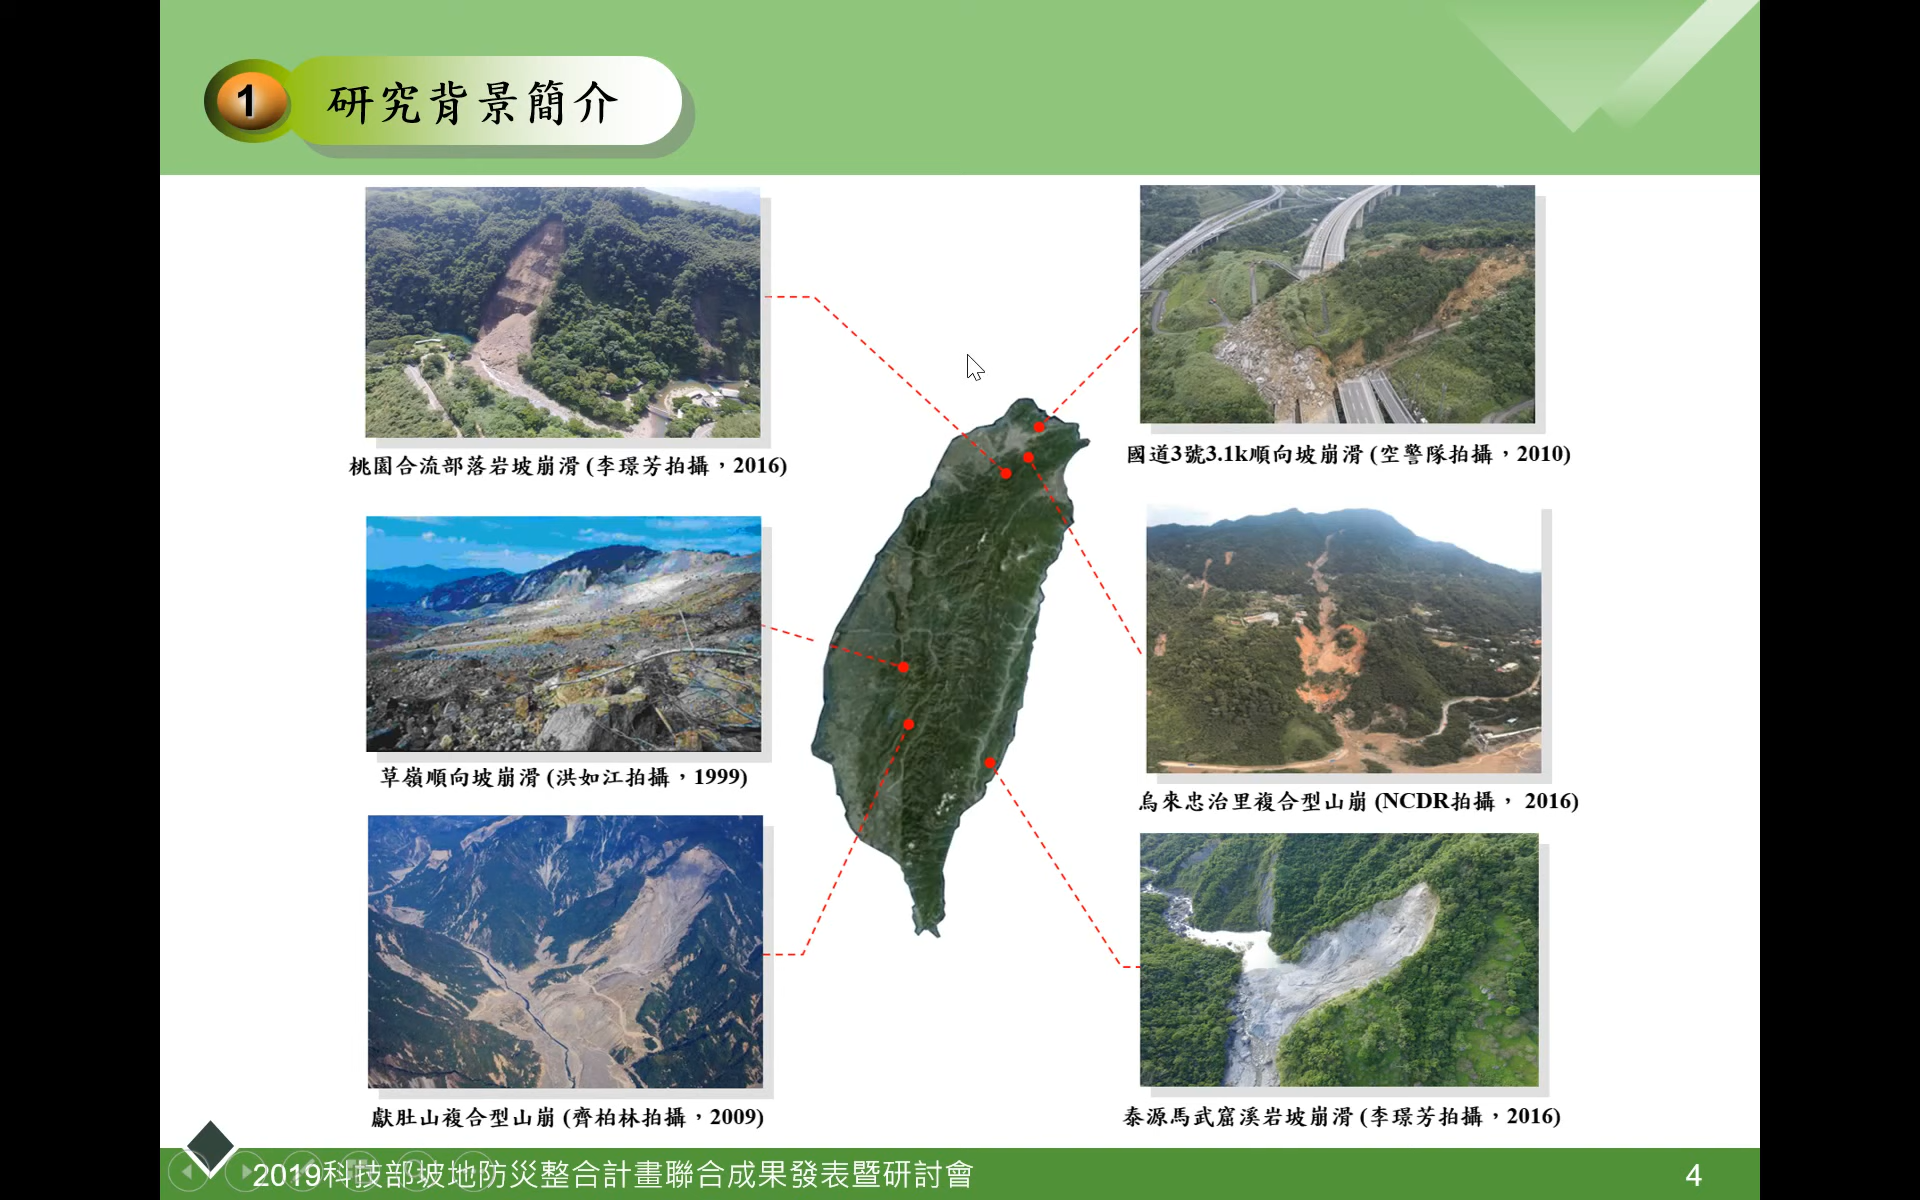 1 研究背景簡介
桃園合流部落岩坡崩滑 (李璟芳拍攝，2016)
國道3號3.1k順向坡崩滑 (空警隊拍攝，2010)
草嶺順向坡崩滑 (洪如江拍攝，1999)
烏來忠治里複合型山崩 (NCDR拍攝， 2016)
獻肚山複合型山崩 (齊柏林拍攝，2009)
泰源馬武窟溪岩坡崩滑 (李璟芳拍攝，2016)
2019科技部坡地防災整合計畫聯合成果發表暨研討會 4